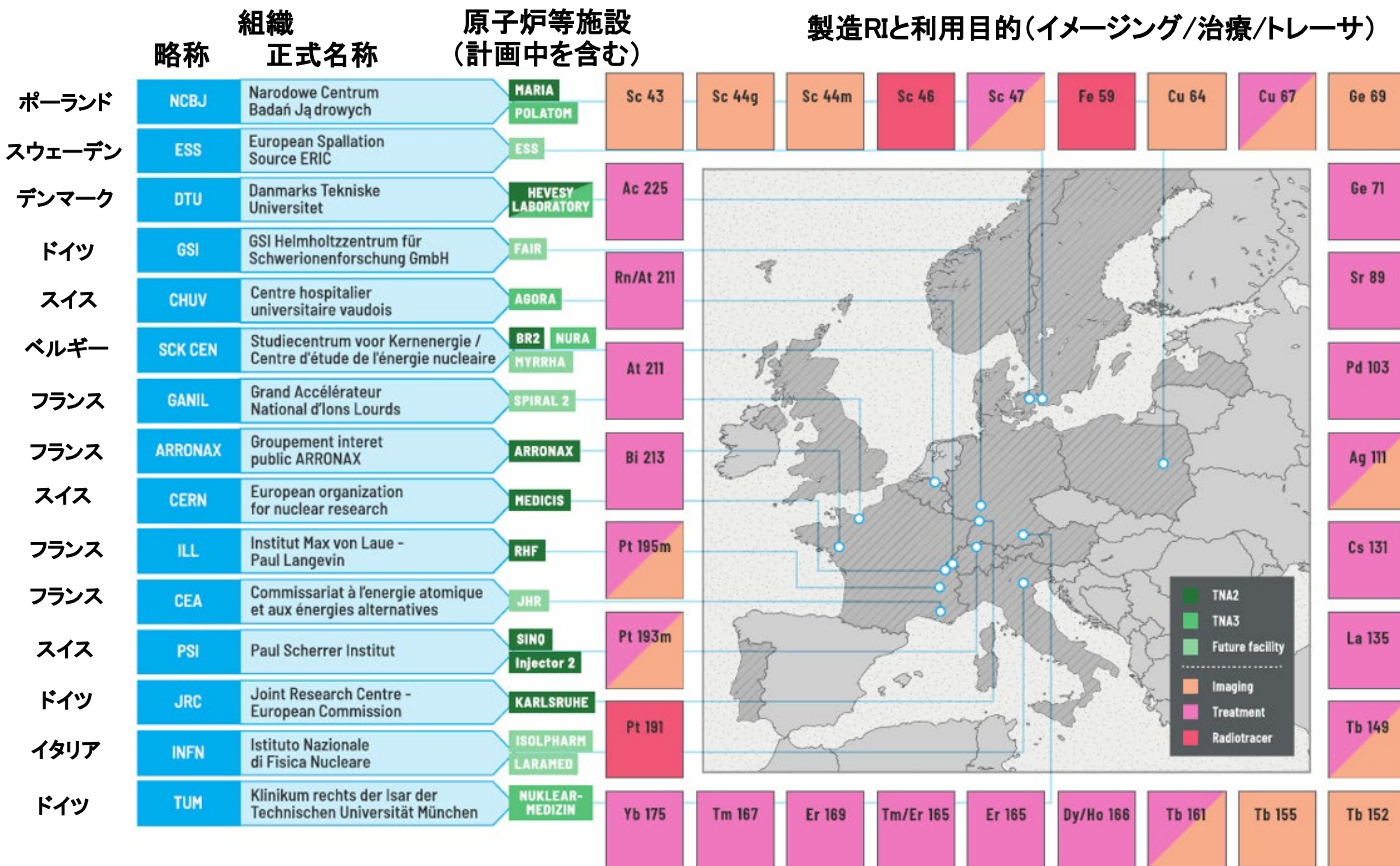 組織
原子炉等施設
(計画中を含む)
製造RIと利用目的(イメージング/治療/トレーサ)
略称
正式名称
ポーランド
NCBJ
Narodowe Centrum
Badań Jądrowych
MARIA
POLATOM
スウェーデン
ESS
European Spallation
Source ERIC
ESS
デンマーク
DTU
Danmarks Tekniske
Universitet
HEVESY
LABORATORY
ドイツ
GSI
GSI Helmholtzzentrum für
Schwerionenforschung GmbH
FAIR
スイス
CHUV
Centre hospitalier
universitaire vaudois
AGORA
ベルギー
SCK CEN
Studiecentrum voor Kernenergie /
Centre d'étude de l'énergie nucleaire
BR2
NURA
MYRRHA
フランス
GANIL
Grand Accélérateur
National d'Ions Lourds
SPIRAL 2
フランス
ARRONAX
Groupement interet
public ARRONAX
ARRONAX
スイス
CERN
European organization
for nuclear research
MEDICIS
フランス
ILL
Institut Max von Laue -
Paul Langevin
RHF
フランス
CEA
Commissariat à l'energie atomique
et aux énergies alternatives
JHR
スイス
PSI
Paul Scherrer Institut
SINQ
Injector 2
ドイツ
JRC
Joint Research Centre -
European Commission
KARLSRUHE
イタリア
INFN
Istituto Nazionale
di Fisica Nucleare
ISOLPHARM
LARAMED
ドイツ
TUM
Klinikum rechts der Isar der
Technischen Universität München
NUKLEAR-
MEDIZIN
Sc 43
Sc 44g
Sc 44m
Sc 46
Sc 47
Fe 59
Cu 64
Cu 67
Ge 69
Ac 225
Ge 71
Rn/At 211
Sr 89
At 211
Pd 103
Bi 213
Ag 111
Pt 195m
Cs 131
Pt 193m
La 135
Pt 191
Tb 149
Yb 175
Tm 167
Er 169
Tm/Er 165
Er 165
Dy/Ho 166
Tb 161
Tb 155
Tb 152
TNA2
TNA3
Future facility
Imaging
Treatment
Radiotracer